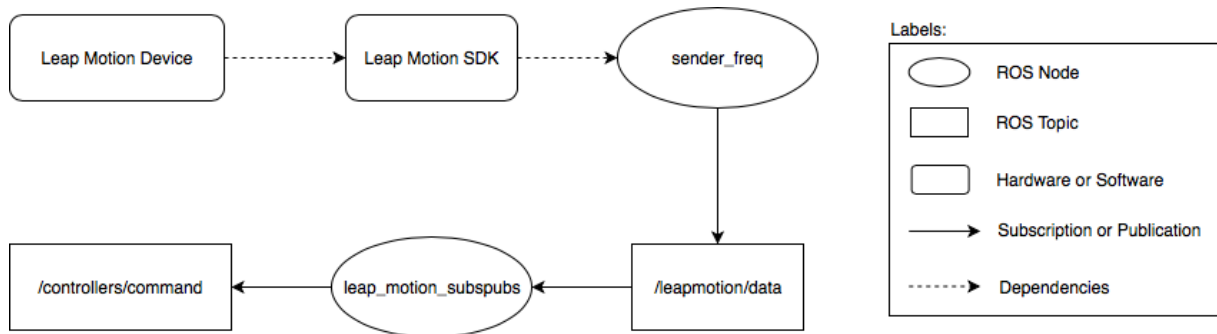 Leap Motion Device
Leap Motion SDK
sender_freq
/controllers/command
leap_motion_subspubs
/leapmotion/data
Labels:
ROS Node
ROS Topic
Hardware or Software
Subscription or Publication
Dependencies